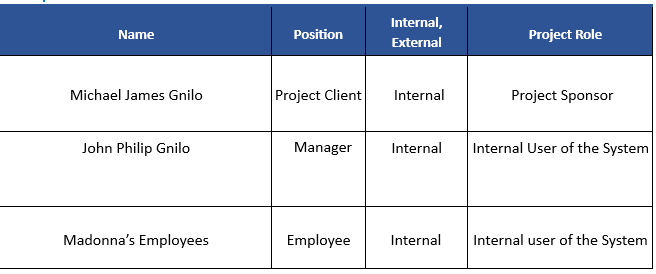 Name Position Internal, External Project Role
Michael James Gnilo Project Client Internal Project Sponsor
John Philip Gnilo Manager Internal Internal User of the System
Madonna’s Employees Employee Internal Internal user of the System